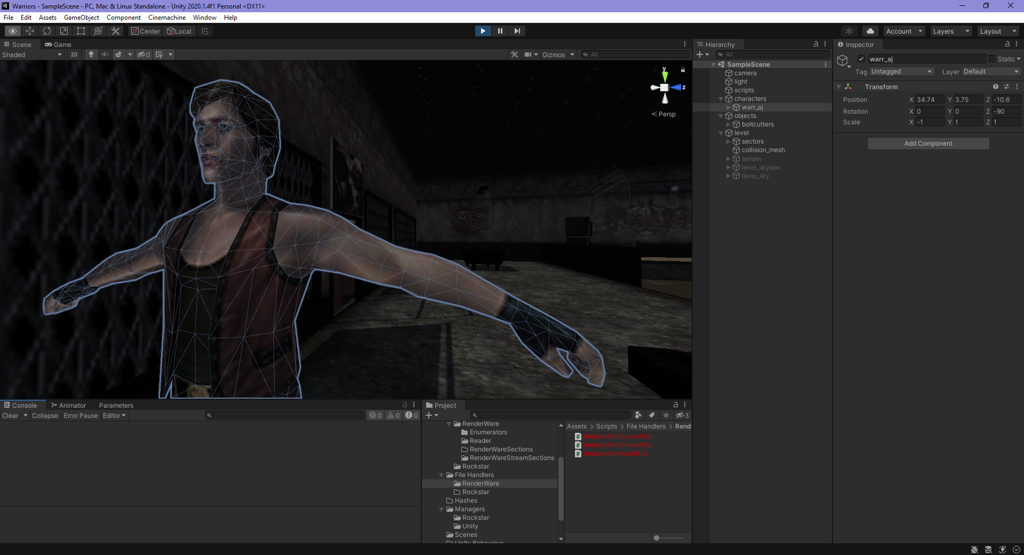 Warriors - SampleScene - PC, Mac & Linux Standalone - Unity 2020.1.4f1 Personal <DX11>
File Edit Assets GameObject Component Cinemachine Window Help
Center Local Account Layers Layout
Scene Game
Shaded 2D 0 Gizmos All
y
z
Persp
Hierarchy
All
SampleScene
camera
light
scripts
characters
warr_aj
objects
boltcutters
level
sectors
collision_mesh
terrain
level_skybox
level_sky
Inspector
warr_aj Static
Tag Untagged Layer Default
Transform
Position X 34.74 Y 3.75 Z -10.8
Rotation X 0 Y 0 Z -90
Scale X -1 Y 1 Z 1
Add Component
Console Animator Parameters
Clear Collapse Error Pause Editor 0 0 0
Project
3
RenderWare
Enumerators
Reader
RenderWareSections
RenderWareStreamSections
Rockstar
File Handlers
RenderWare
Rockstar
Hashes
Managers
Rockstar
Unity
Scenes
Assets > Scripts > File Handlers > Rend